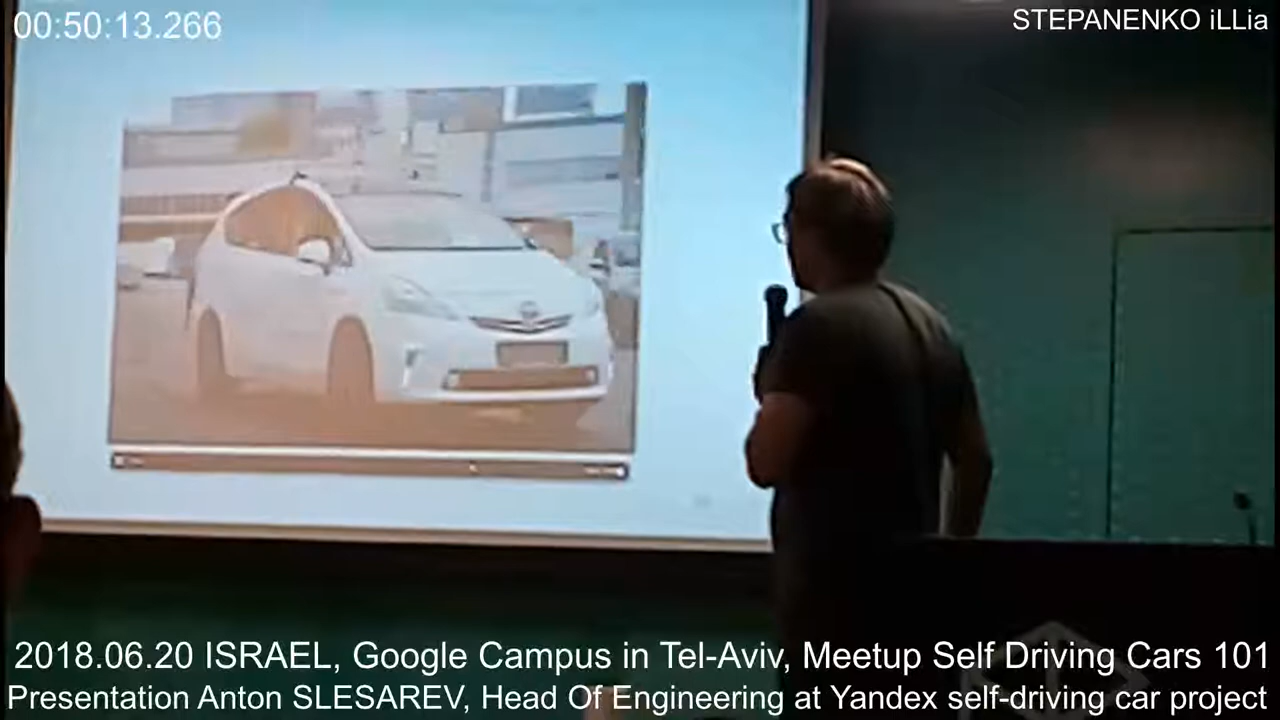 00:50:13.266
STEPANENKO iLLia
2018.06.20 ISRAEL, Google Campus in Tel-Aviv, Meetup Self Driving Cars 101
Presentation Anton SLESAREV, Head Of Engineering at Yandex self-driving car project